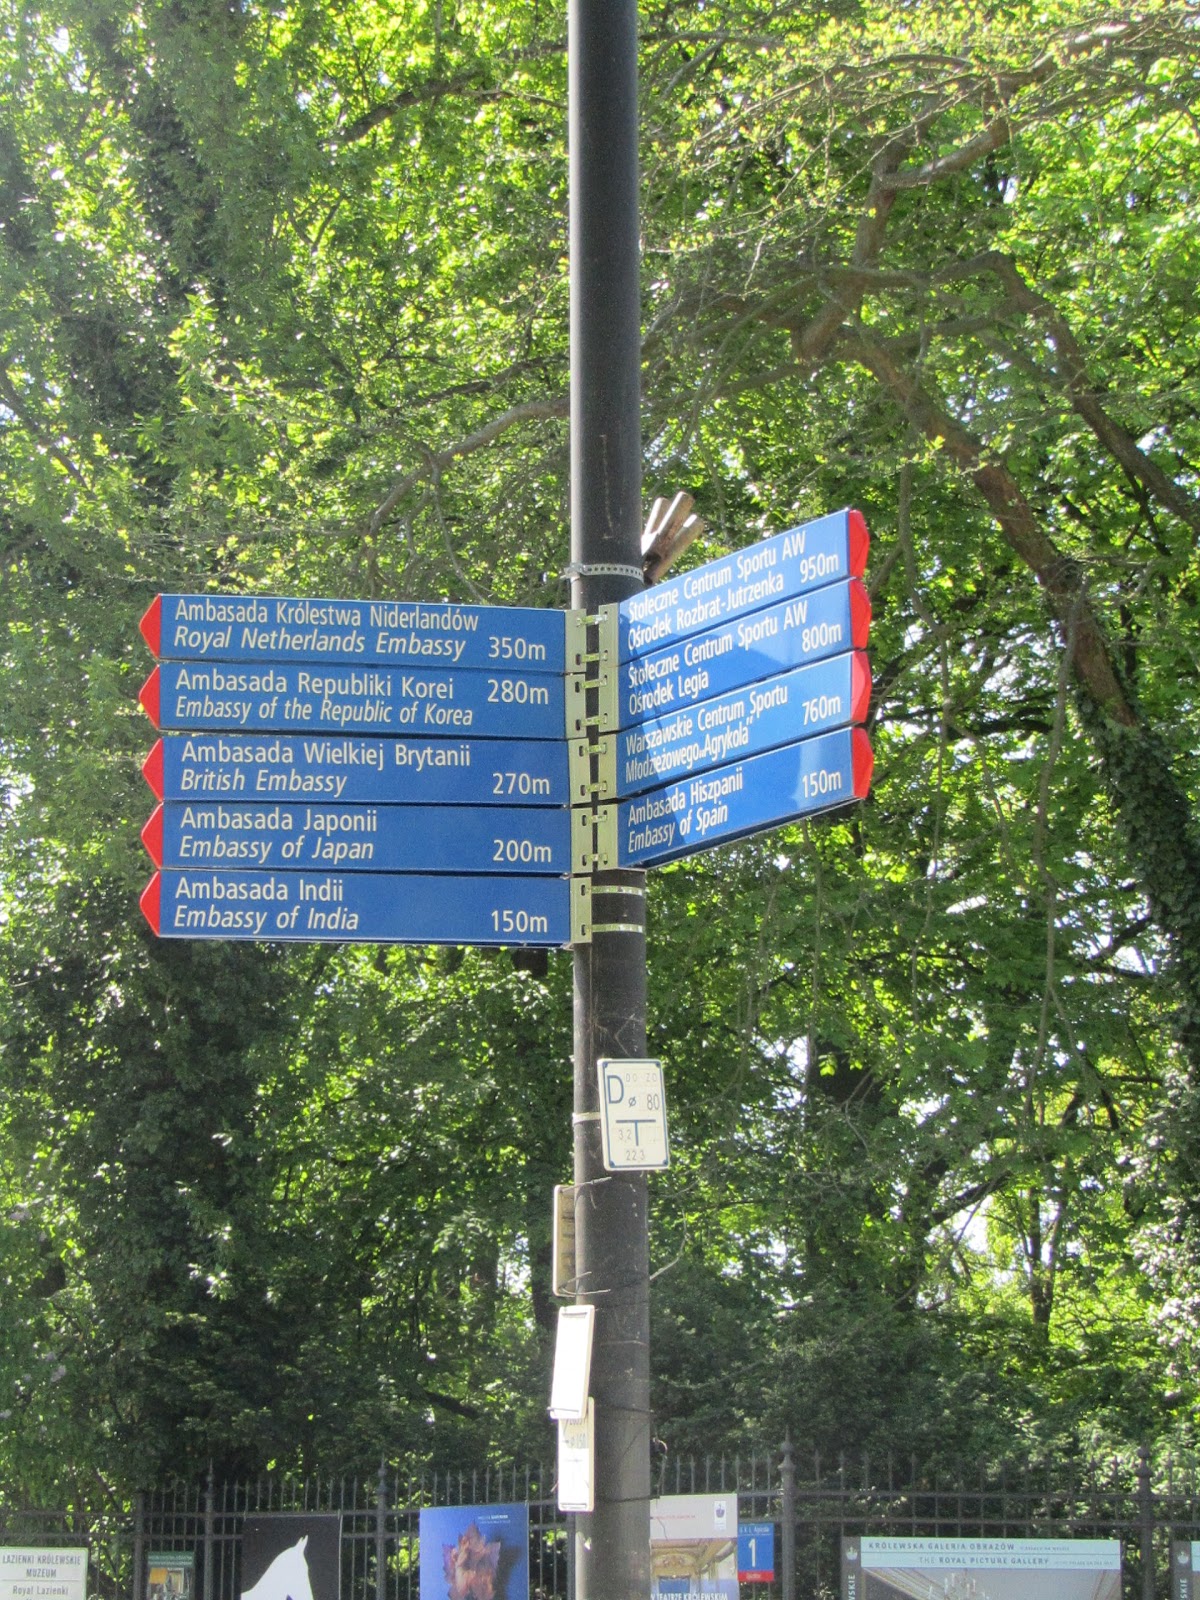 Ambasada Królestwa Niderlandów
Royal Netherlands Embassy 350m
Ambasada Republiki Korei 280m
Embassy of the Republic of Korea
Ambasada Wielkiej Brytanii
British Embassy 270m
Ambasada Japonii
Embassy of Japan 200m
Ambasada Indii
Embassy of India 150m
Stołeczne Centrum Sportu AW
Ośrodek Rozbrat-Jutrzenka 950m
Stołeczne Centrum Sportu AW
Ośrodek Legia 800m
Warszawskie Centrum Sportu
Młodzieżowego„Agrykola” 760m
Ambasada Hiszpanii
Embassy of Spain 150m
D
80
22 3
ŁAZIENKI KRÓLEWSKIE
MUZEUM
Royal Łazienki
TEATRZE KRÓLEWSKIM
1
KRÓLEWSKA GALERIA OBRAZÓW
THE ROYAL PICTURE GALLERY